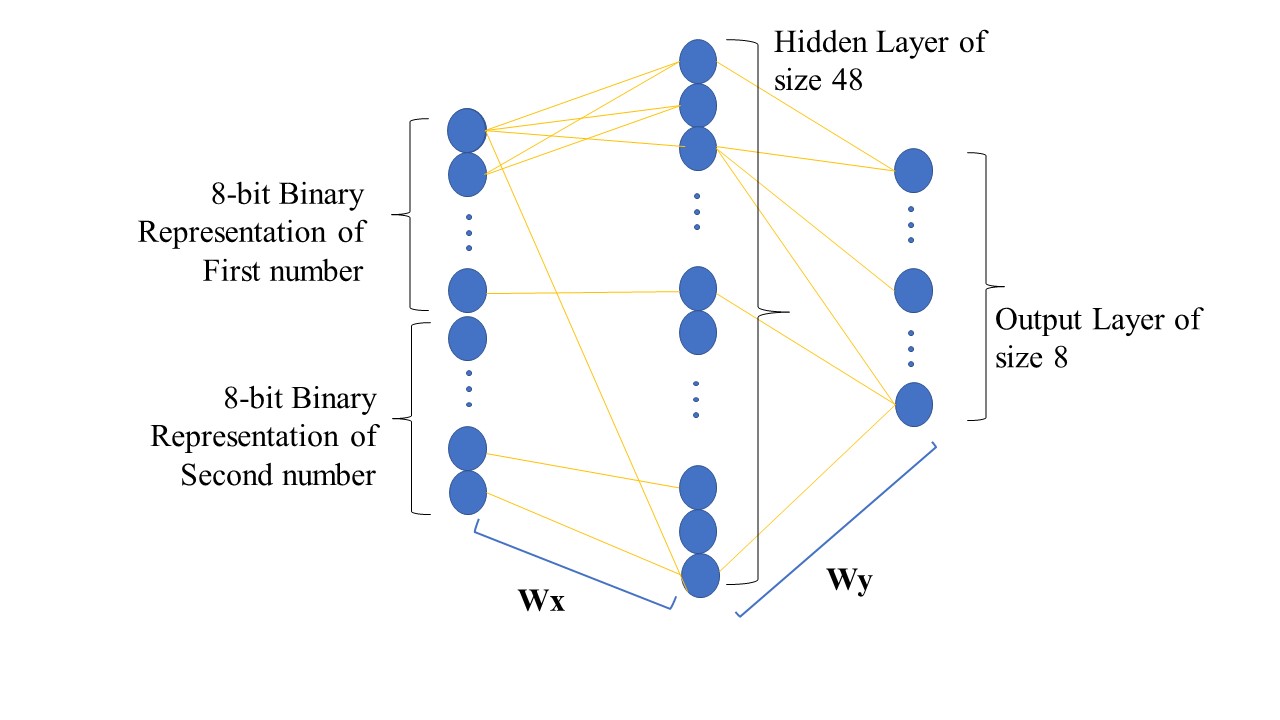 Hidden Layer of
size 48
8-bit Binary
Representation of
First number
Output Layer of
size 8
8-bit Binary
Representation of
Second number
Wx
Wy